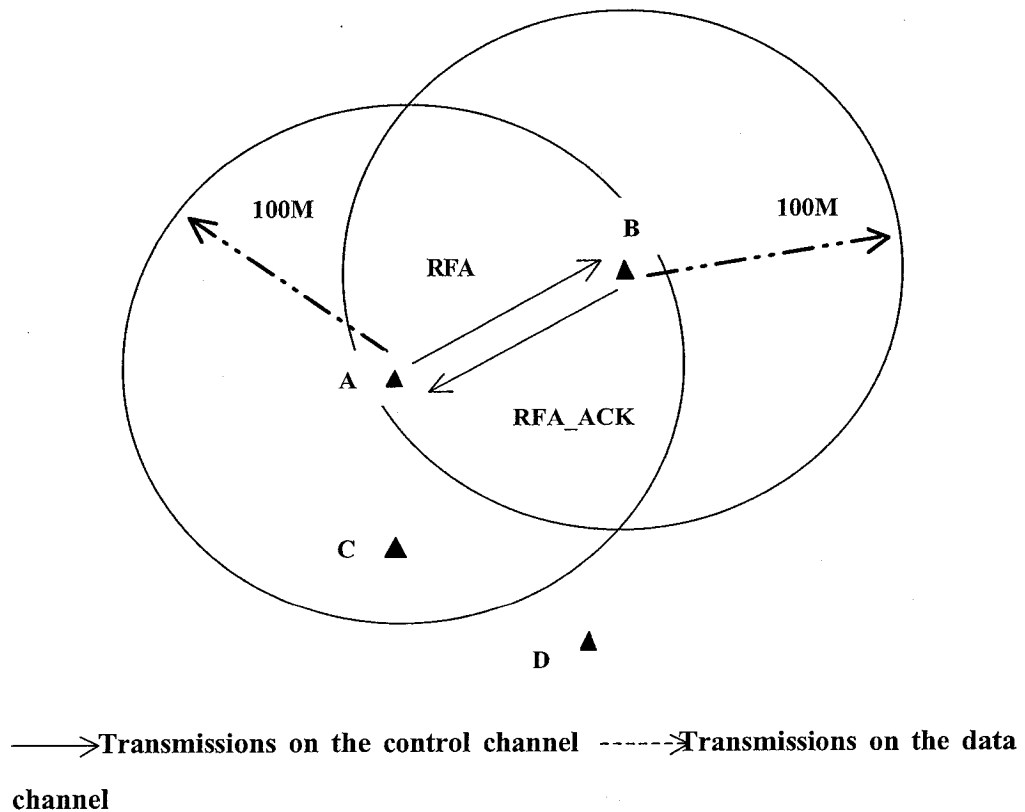 100M
100M
B
RFA
A
RFA_ACK
C
D
Transmissions on the control channel Transmissions on the data
channel